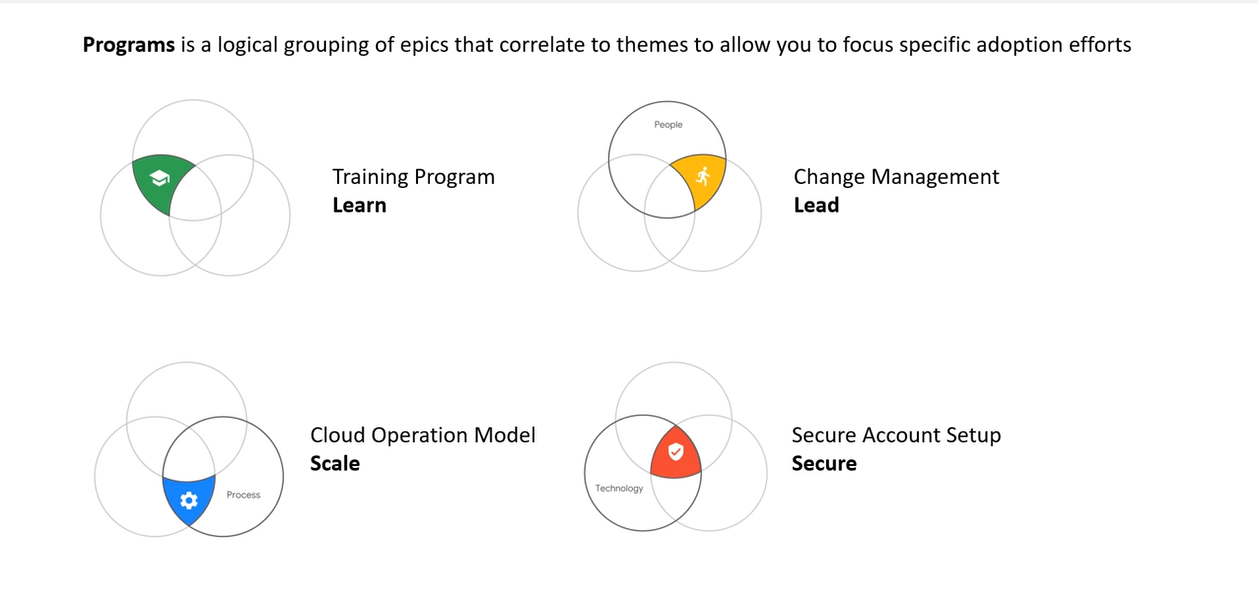 Programs is a logical grouping of epics that correlate to themes to allow you to focus specific adoption efforts
Training Program
Learn
People
Change Management
Lead
Cloud Operation Model
Scale
Process
Secure Account Setup
Secure
Technology